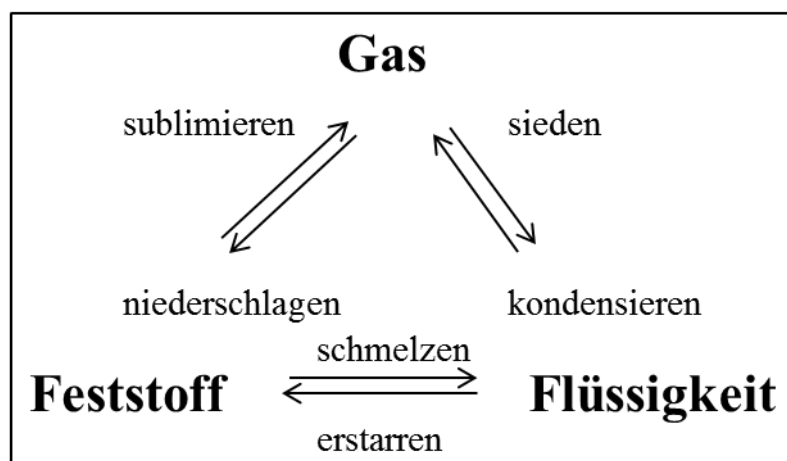 Gas
sublimieren
sieden
niederschlagen
kondensieren
schmelzen
Feststoff
Flüssigkeit
erstarren